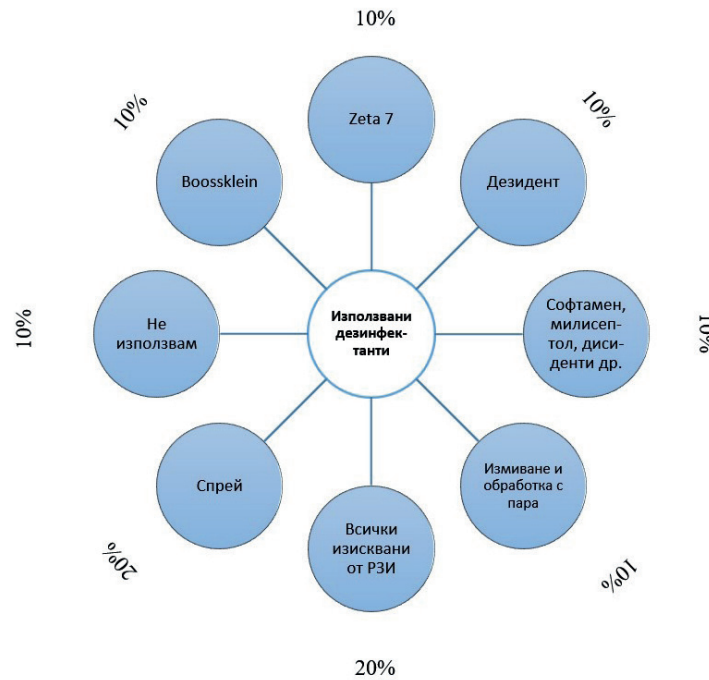 10%
Zeta 7
10%
Boossklein
10%
Дезидент
10%
Не
използвам
Използвани
дезинфек-
танти
Софтамен,
милисеп-
тол, диси-
денти др.
10%
Спрей
20%
Всички
изисквани
от РЗИ
20%
Измиване и
обработка с
пара
10%